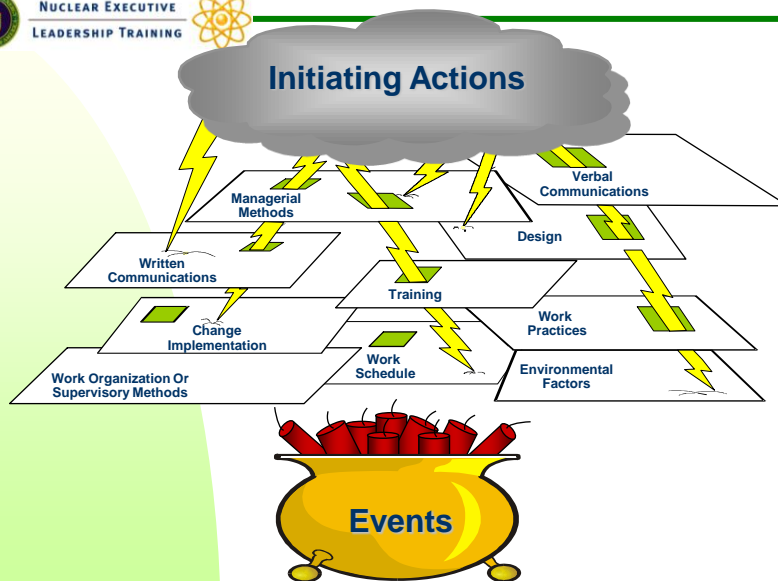 NUCLEAR EXECUTIVE
LEADERSHIP TRAINING
Initiating Actions
Verbal
Communications
Managerial
Methods
Design
Written
Communications
Training
Change
Implementation
Work
Practices
Work
Schedule
Environmental
Factors
Work Organization Or
Supervisory Methods
Events